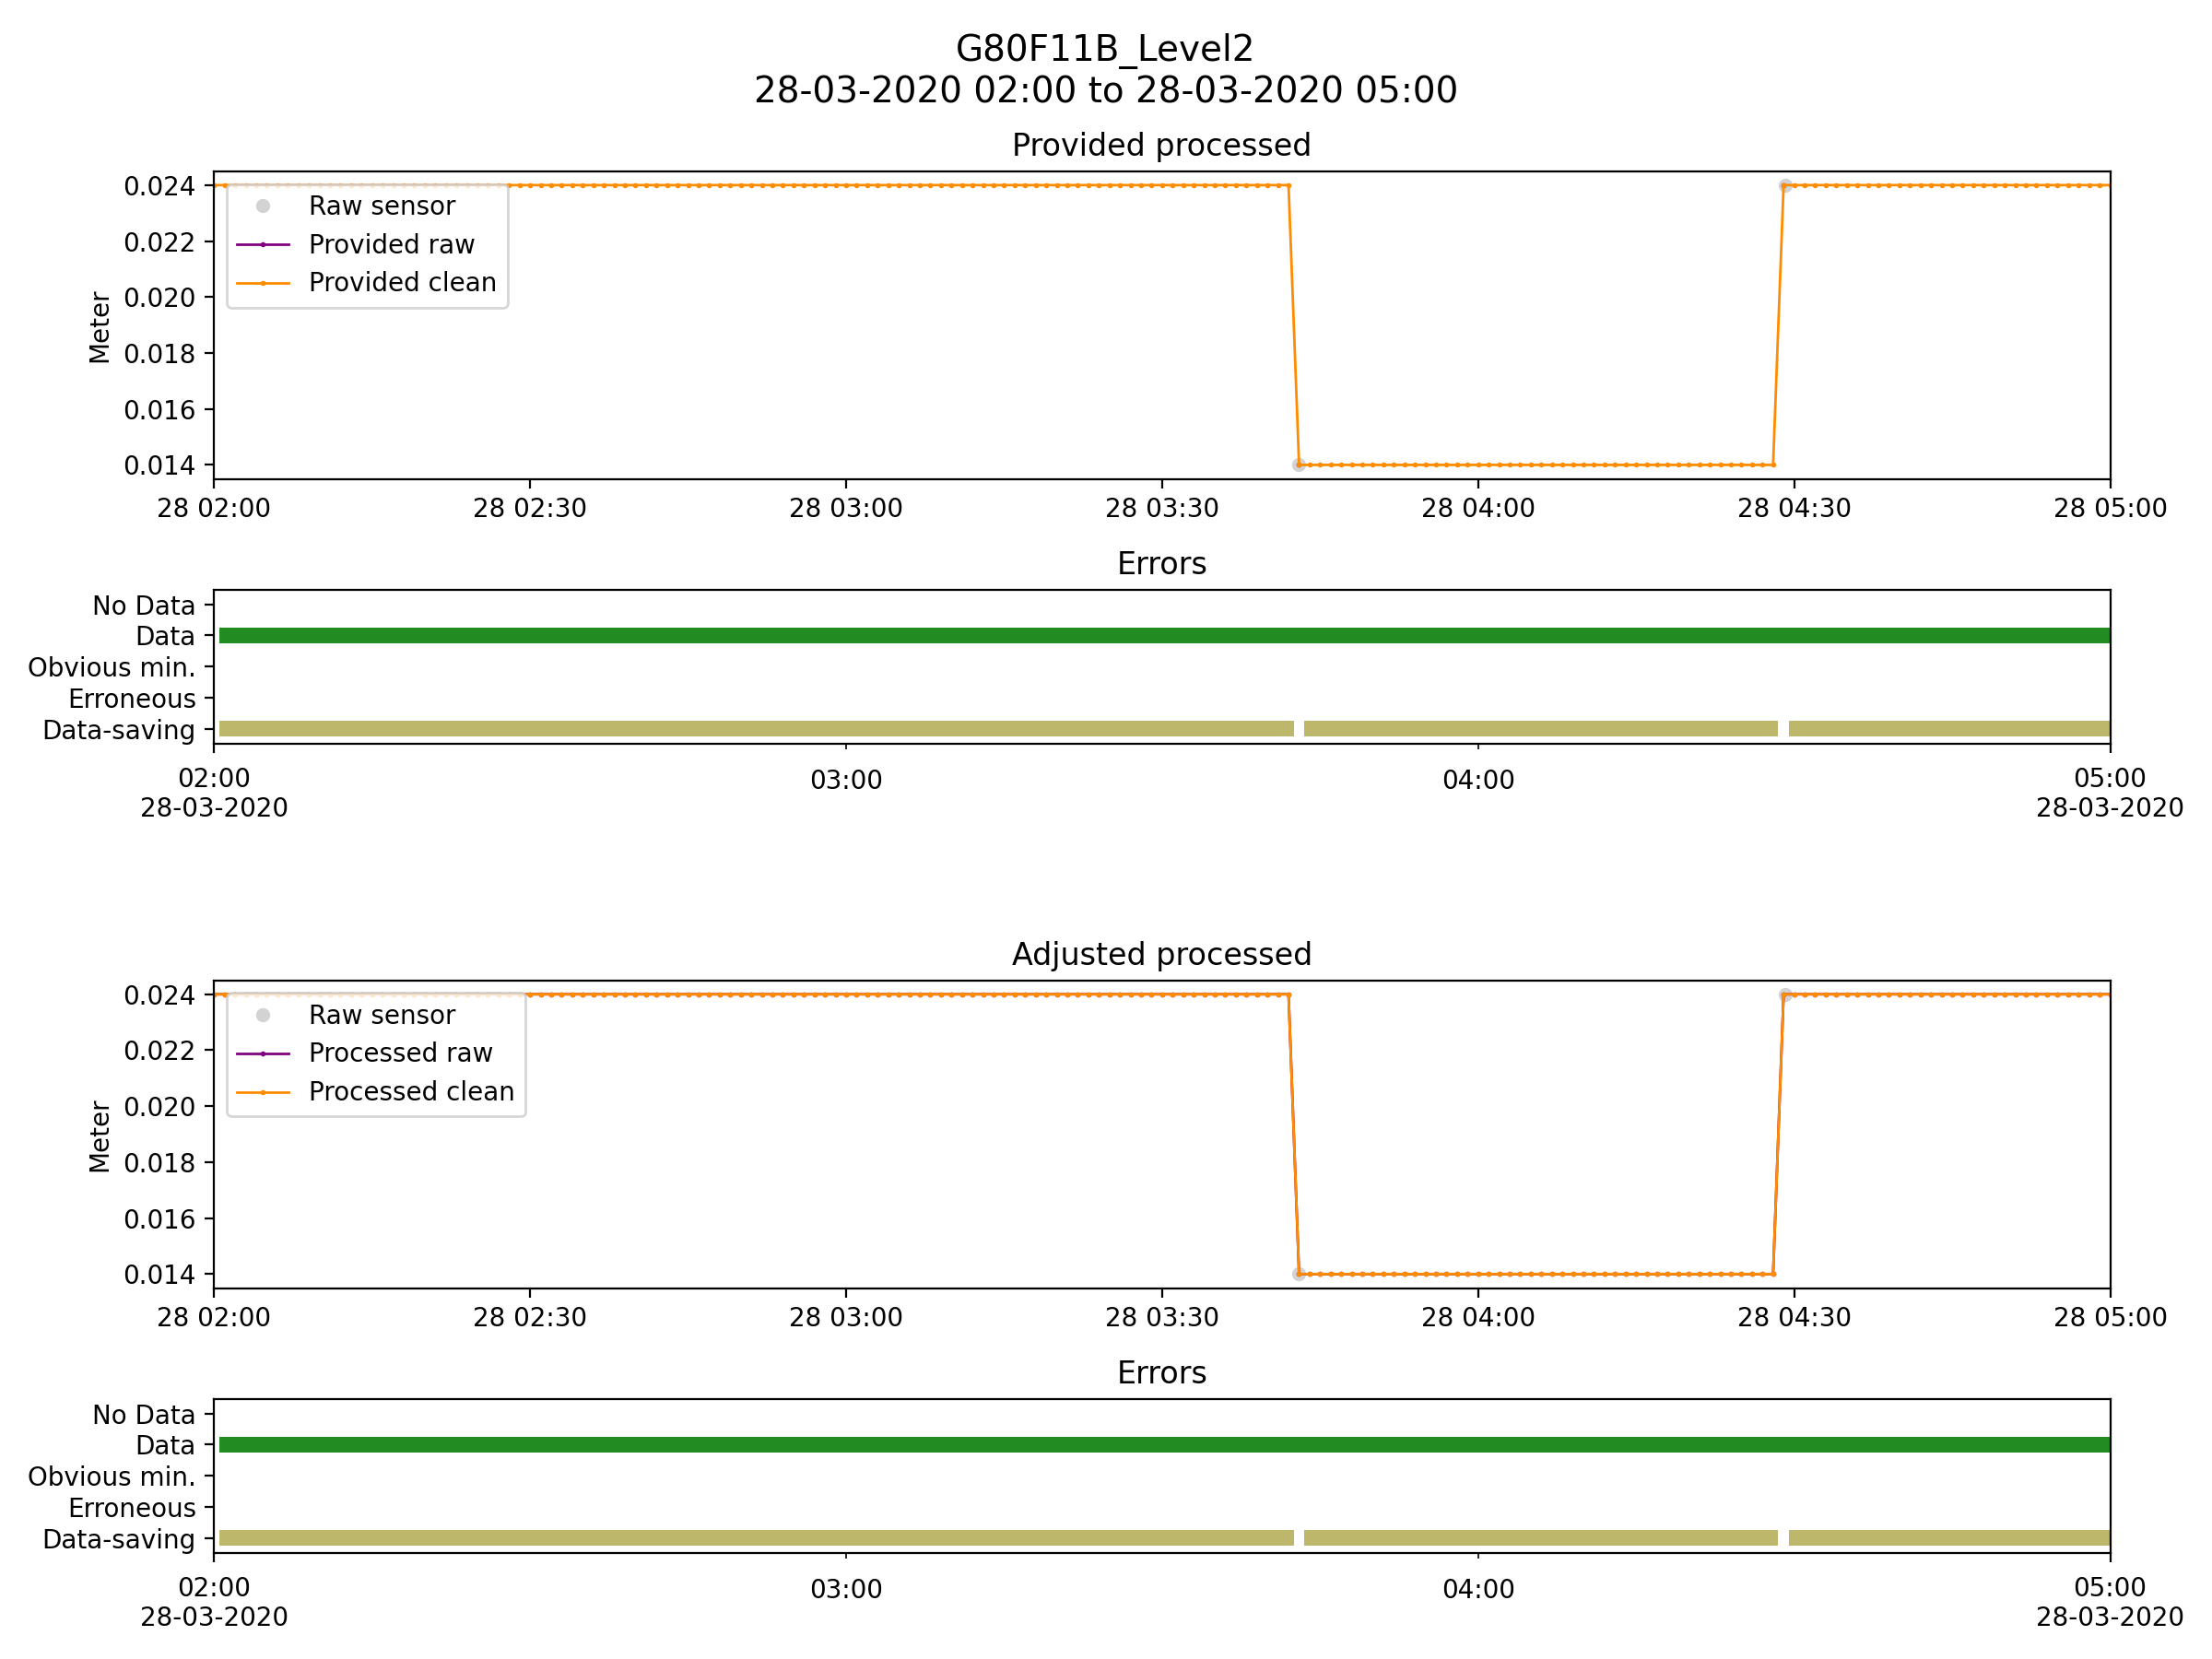 G80F11B_Level2
28-03-2020 02:00 to 28-03-2020 05:00
Provided processed
Meter
0.024
0.022
0.020
0.018
0.016
0.014
Raw sensor
Provided raw
Provided clean
28 02:00 28 02:30 28 03:00 28 03:30 28 04:00 28 04:30 28 05:00
Errors
No Data
Data
Obvious min.
Erroneous
Data-saving
02:00 03:00 04:00 05:00
28-03-2020 28-03-2020
Adjusted processed
Meter
0.024
0.022
0.020
0.018
0.016
0.014
Raw sensor
Processed raw
Processed clean
28 02:00 28 02:30 28 03:00 28 03:30 28 04:00 28 04:30 28 05:00
Errors
No Data
Data
Obvious min.
Erroneous
Data-saving
02:00 03:00 04:00 05:00
28-03-2020 28-03-2020